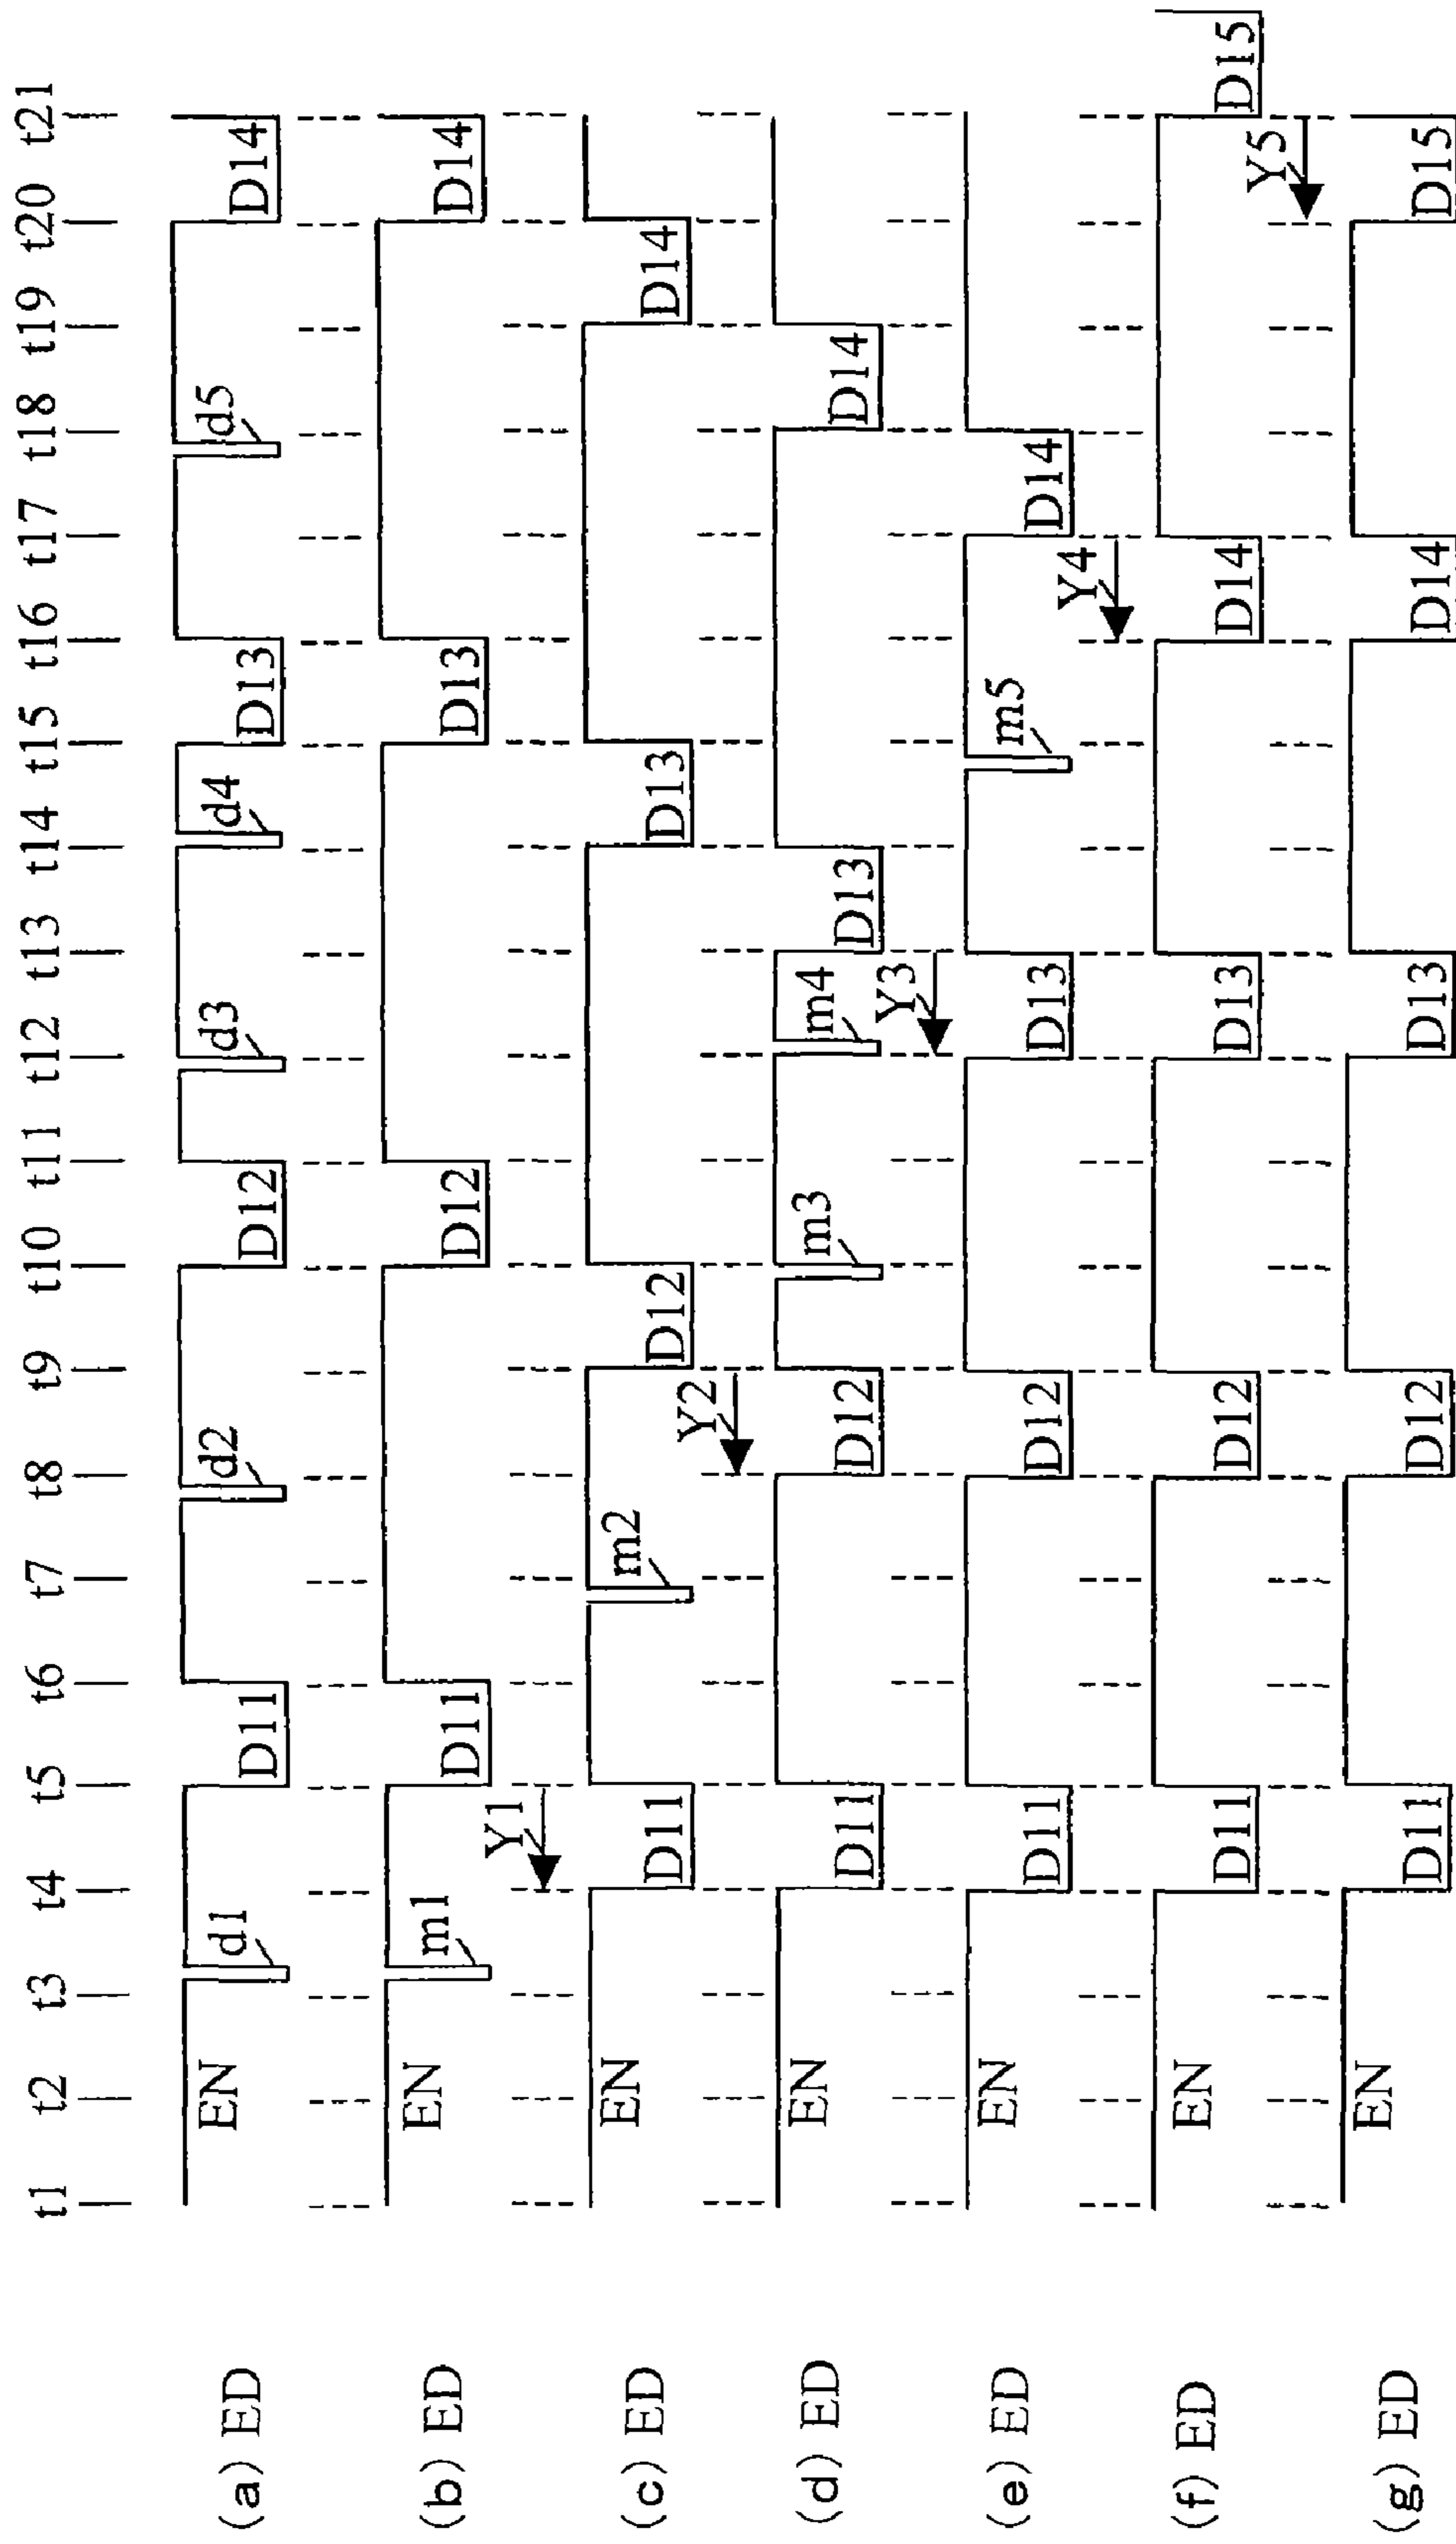 t1 t2 t3 t4 t5 t6 t7 t8 t9 t10 t11 t12 t13 t14 t15 t16 t17 t18 t19 t20 t21
(a) ED EN d1 D11 d2 D12 d3 d4 D13 d5 D14
(b) ED EN m1 D11 D12 D13 D14
Y1
(c) ED EN D11 m2 D12 D13 D14
Y2
(d) ED EN D11 D12 m3 m4 D13 D14
Y3
(e) ED EN D11 D12 D13 m5 D14
Y4
(f) ED EN D11 D12 D13 D14 D15
Y5
(g) ED EN D11 D12 D13 D14 D15